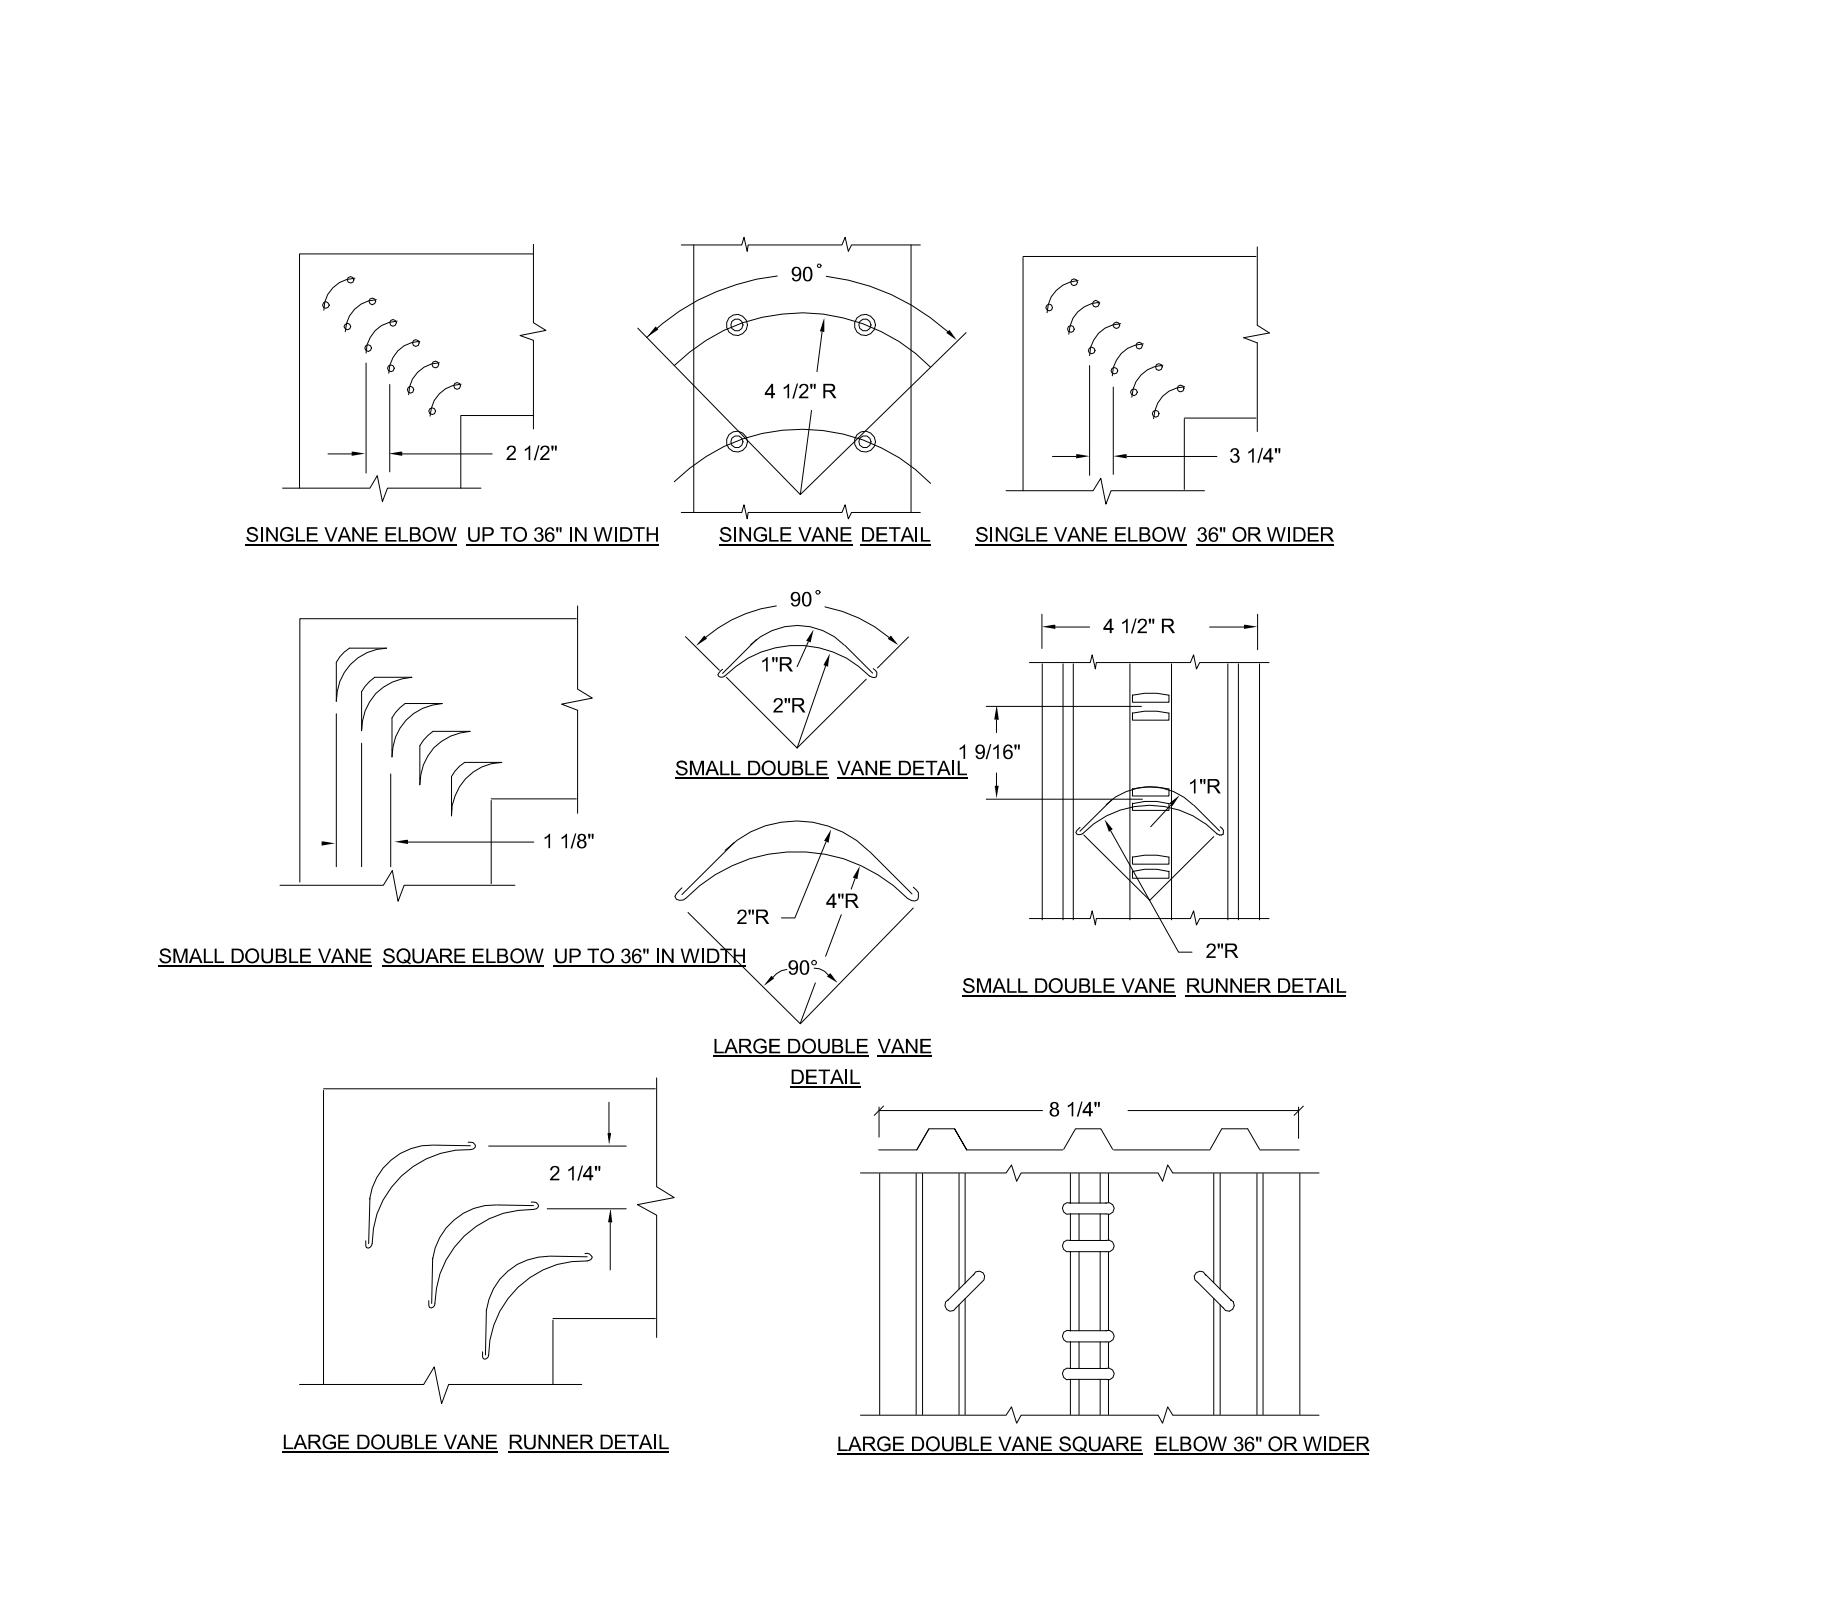 90°
4 1/2" R
2 1/2"
3 1/4"
SINGLE VANE ELBOW UP TO 36" IN WIDTH
SINGLE VANE DETAIL
SINGLE VANE ELBOW 36" OR WIDER
90°
1"R
2"R
SMALL DOUBLE VANE DETAIL
4 1/2" R
1 9/16"
1"R
2"R
SMALL DOUBLE VANE RUNNER DETAIL
1 1/8"
SMALL DOUBLE VANE SQUARE ELBOW UP TO 36" IN WIDTH
2"R
4"R
90°
LARGE DOUBLE VANE
DETAIL
2 1/4"
LARGE DOUBLE VANE RUNNER DETAIL
8 1/4"
LARGE DOUBLE VANE SQUARE ELBOW 36" OR WIDER